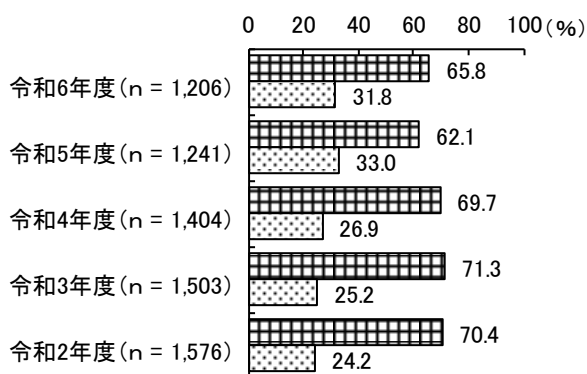 0 20 40 60 80 100(%)
令和6年度(n = 1,206) 65.8
31.8
令和5年度(n = 1,241) 62.1
33.0
令和4年度(n = 1,404) 69.7
26.9
令和3年度(n = 1,503) 71.3
25.2
令和2年度(n = 1,576) 70.4
24.2